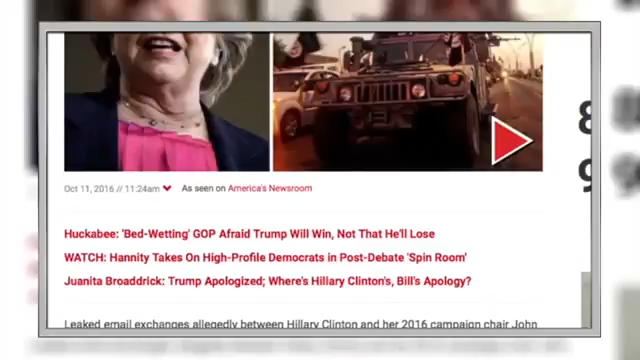 Oct 11, 2016 // 11:24am As seen on America's Newsroom
Huckabee: 'Bed-Wetting' GOP Afraid Trump Will Win, Not That He'll Lose
WATCH: Hannity Takes On High-Profile Democrats in Post-Debate 'Spin Room'
Juanita Broaddrick: Trump Apologized; Where's Hillary Clinton's, Bill's Apology?
Leaked email exchanges allegedly between Hillary Clinton and her 2016 campaign chair John